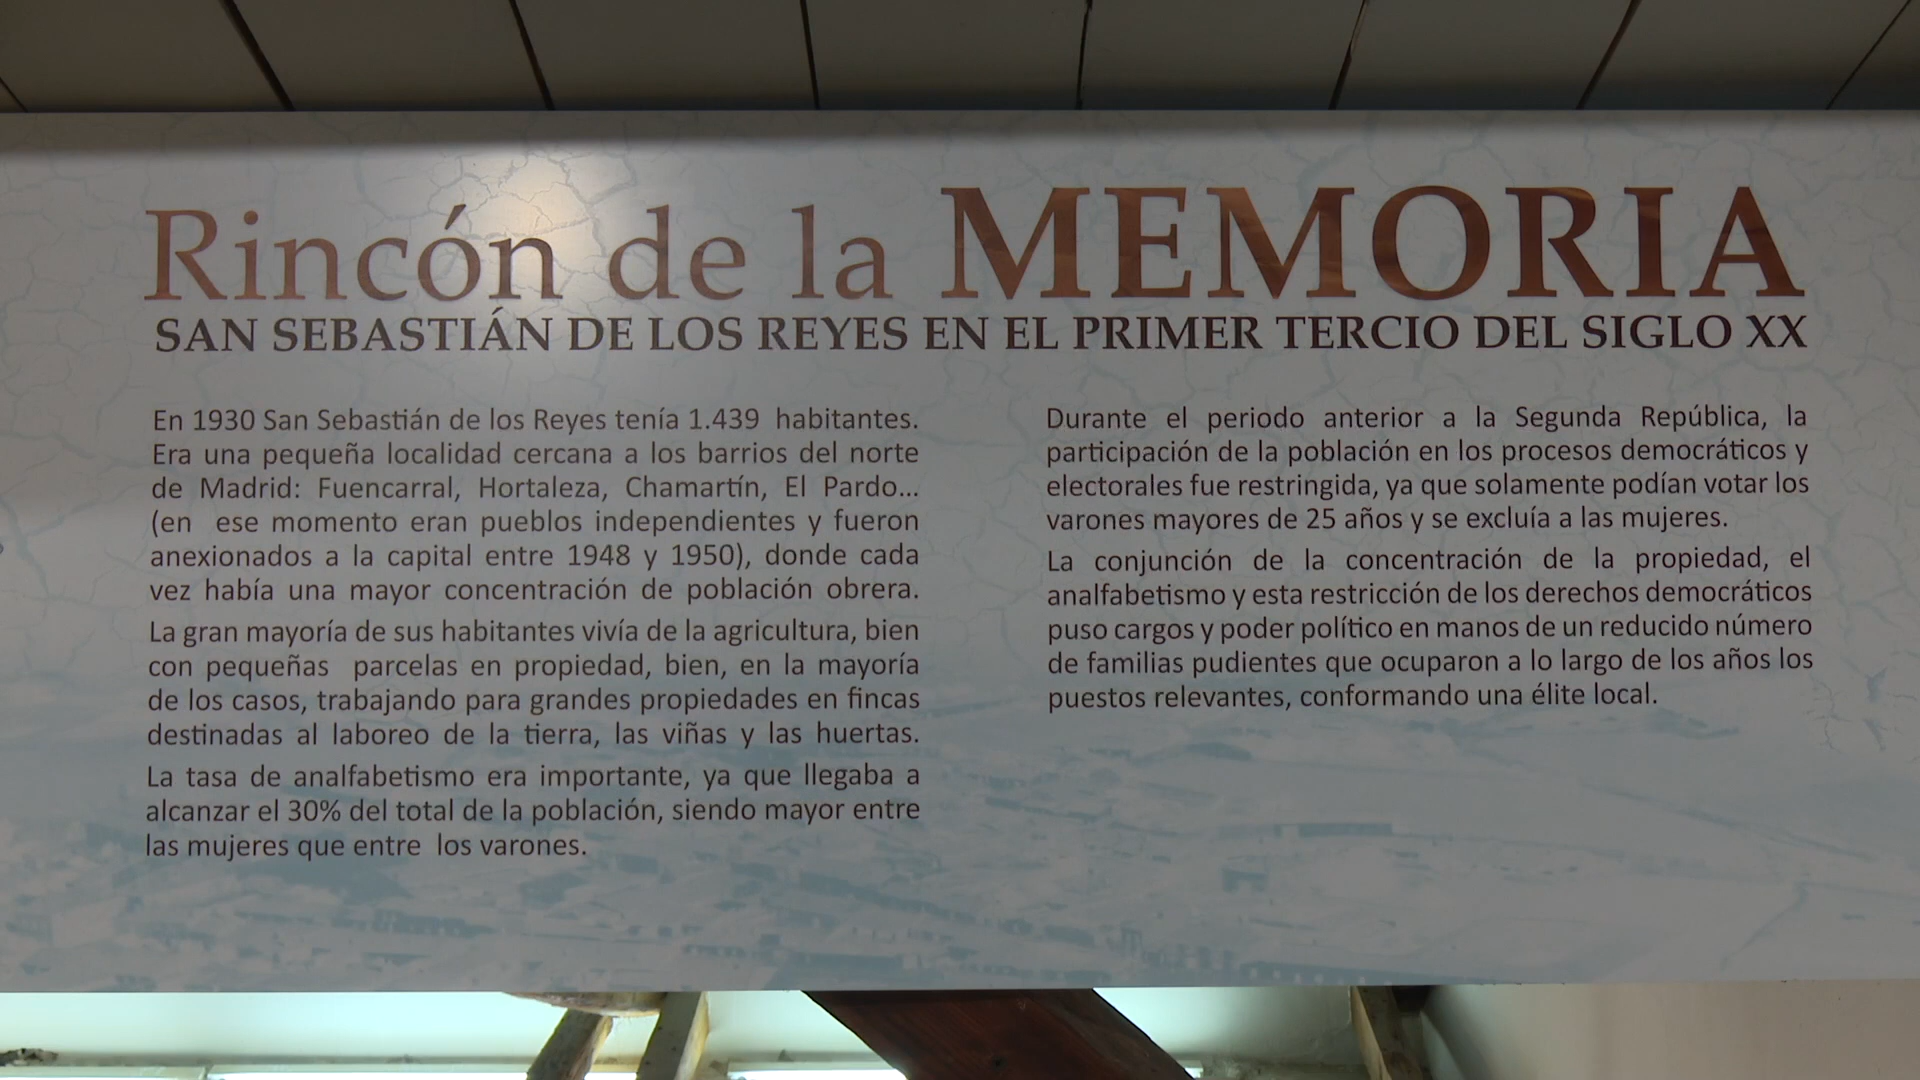 Rincón de la MEMORIA
SAN SEBASTIÁN DE LOS REYES EN EL PRIMER TERCIO DEL SIGLO XX
En 1930 San Sebastián de los Reyes tenía 1.439 habitantes.
Era una pequeña localidad cercana a los barrios del norte
de Madrid: Fuencarral, Hortaleza, Chamartín, El Pardo...
(en ese momento eran pueblos independientes y fueron
anexionados a la capital entre 1948 y 1950), donde cada
vez había una mayor concentración de población obrera.
La gran mayoría de sus habitantes vivía de la agricultura, bien
con pequeñas parcelas en propiedad, bien, en la mayoría
de los casos, trabajando para grandes propiedades en fincas
destinadas al laboreo de la tierra, las viñas y las huertas.
La tasa de analfabetismo era importante, ya que llegaba a
alcanzar el 30% del total de la población, siendo mayor entre
las mujeres que entre los varones.
Durante el periodo anterior a la Segunda República, la
participación de la población en los procesos democráticos y
electorales fue restringida, ya que solamente podían votar los
varones mayores de 25 años y se excluía a las mujeres.
La conjunción de la concentración de la propiedad, el
analfabetismo y esta restricción de los derechos democráticos
puso cargos y poder político en manos de un reducido número
de familias pudientes que ocuparon a lo largo de los años los
puestos relevantes, conformando una élite local.